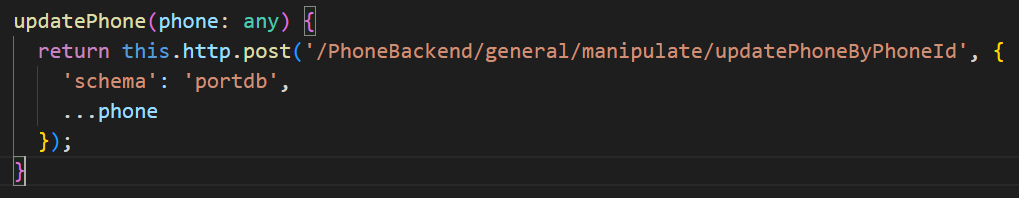 updatePhone(phone: any) {
return this.http.post('/PhoneBackend/general/manipulate/updatePhoneByPhoneId', {
'schema': 'portdb',
...phone
});
}